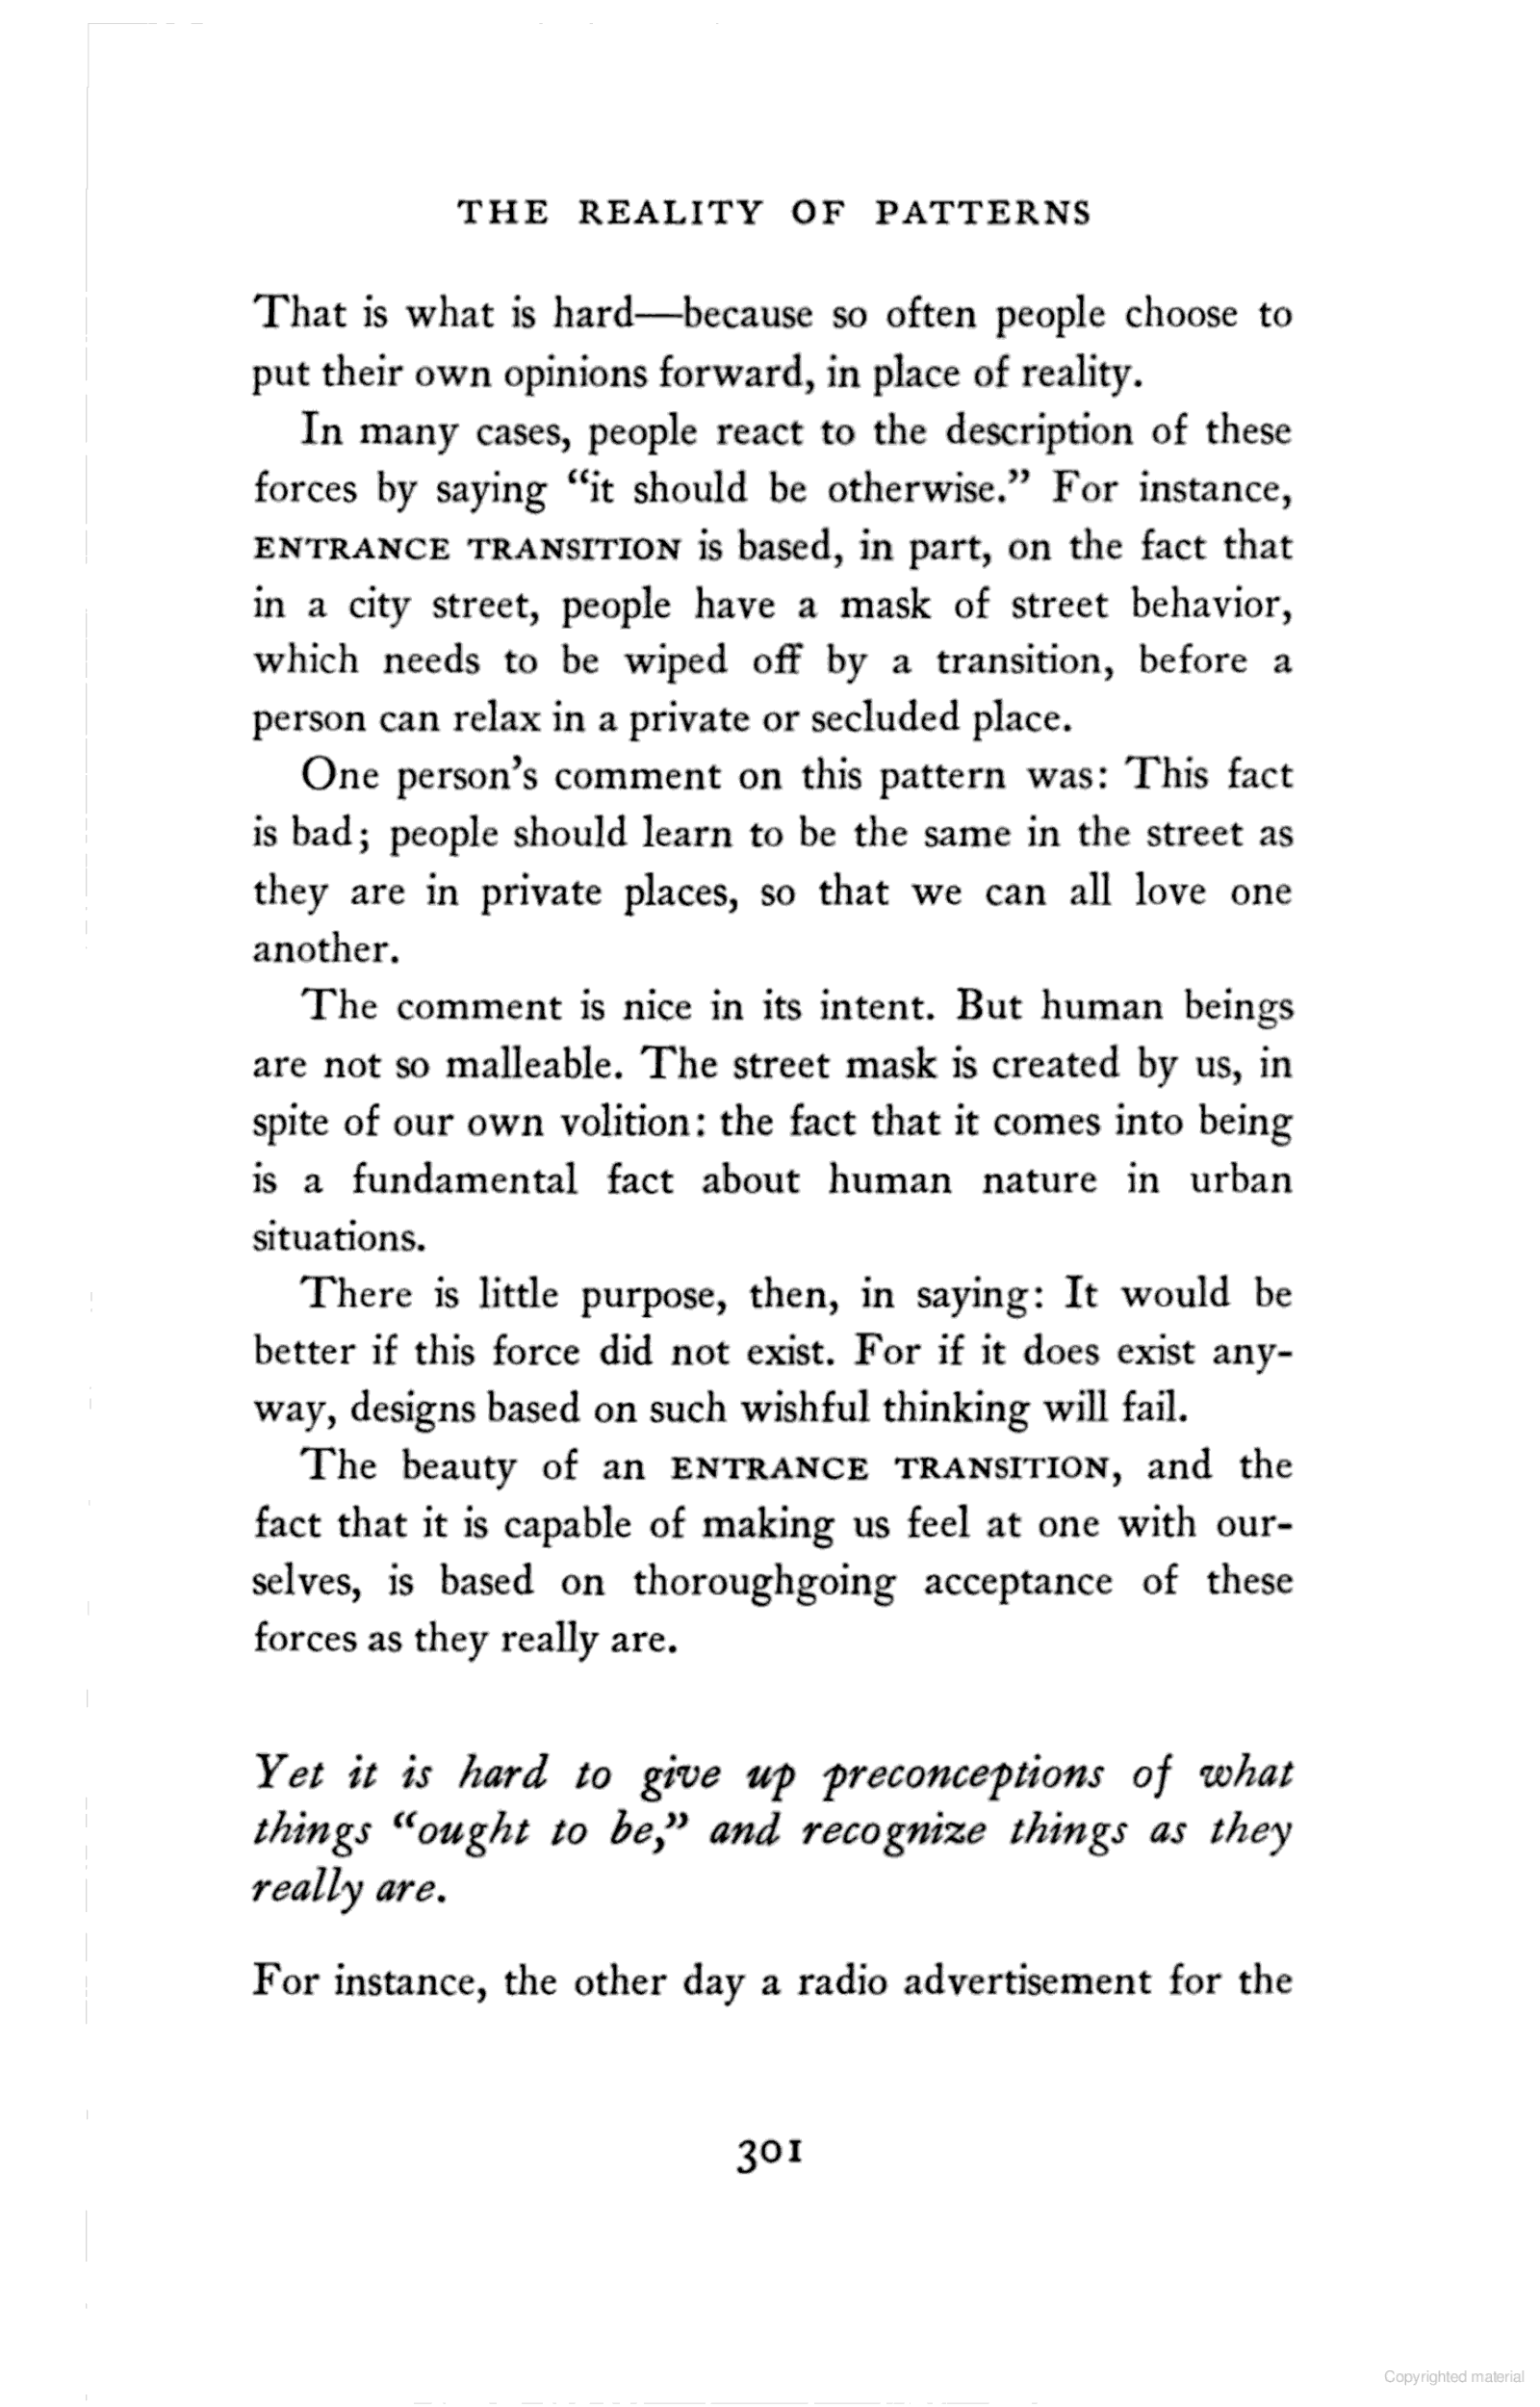 THE REALITY OF PATTERNS
That is what is hard—because so often people choose to
put their own opinions forward, in place of reality.
In many cases, people react to the description of these
forces by saying “it should be otherwise.” For instance,
ENTRANCE TRANSITION is based, in part, on the fact that
in a city street, people have a mask of street behavior,
which needs to be wiped off by a transition, before a
person can relax in a private or secluded place.
One person’s comment on this pattern was: This fact
is bad; people should learn to be the same in the street as
they are in private places, so that we can all love one
another.
The comment is nice in its intent. But human beings
are not so malleable. The street mask is created by us, in
spite of our own volition: the fact that it comes into being
is a fundamental fact about human nature in urban
situations.
There is little purpose, then, in saying: It would be
better if this force did not exist. For if it does exist any-
way, designs based on such wishful thinking will fail.
The beauty of an ENTRANCE TRANSITION, and the
fact that it is capable of making us feel at one with our-
selves, is based on thoroughgoing acceptance of these
forces as they really are.
Yet it is hard to give up preconceptions of what
things “ought to be,” and recognize things as they
really are.
For instance, the other day a radio advertisement for the
301
Copyrighted material